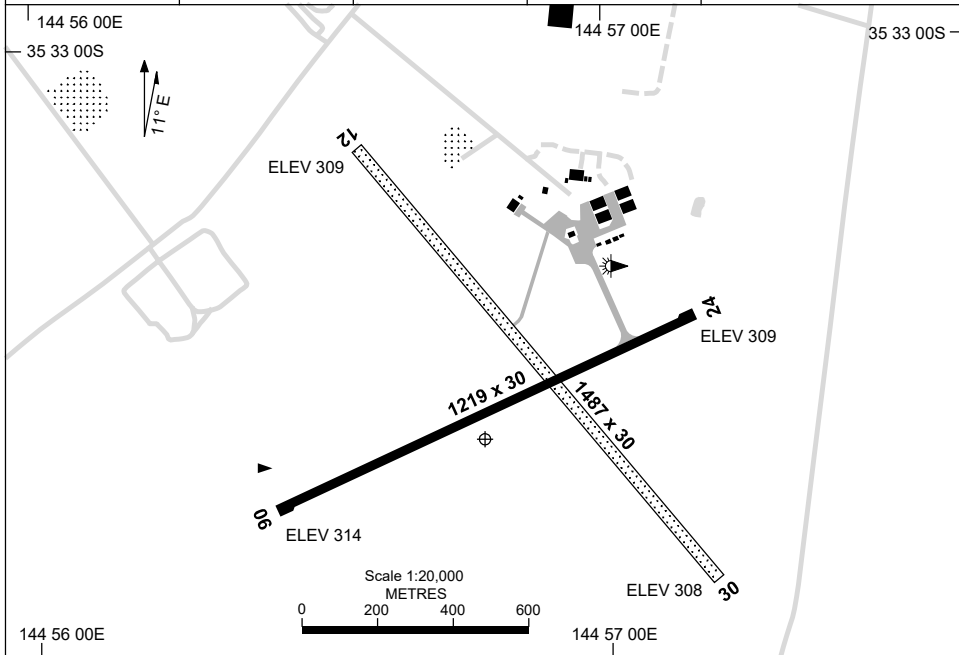 144 56 00E
144 57 00E
35 33 00S
35 33 00S
11° E
12
ELEV 309
24
ELEV 309
1219 x 30
1487 x 30
06
ELEV 314
Scale 1:20,000
METRES
0 200 400 600
ELEV 308
30
144 56 00E
144 57 00E